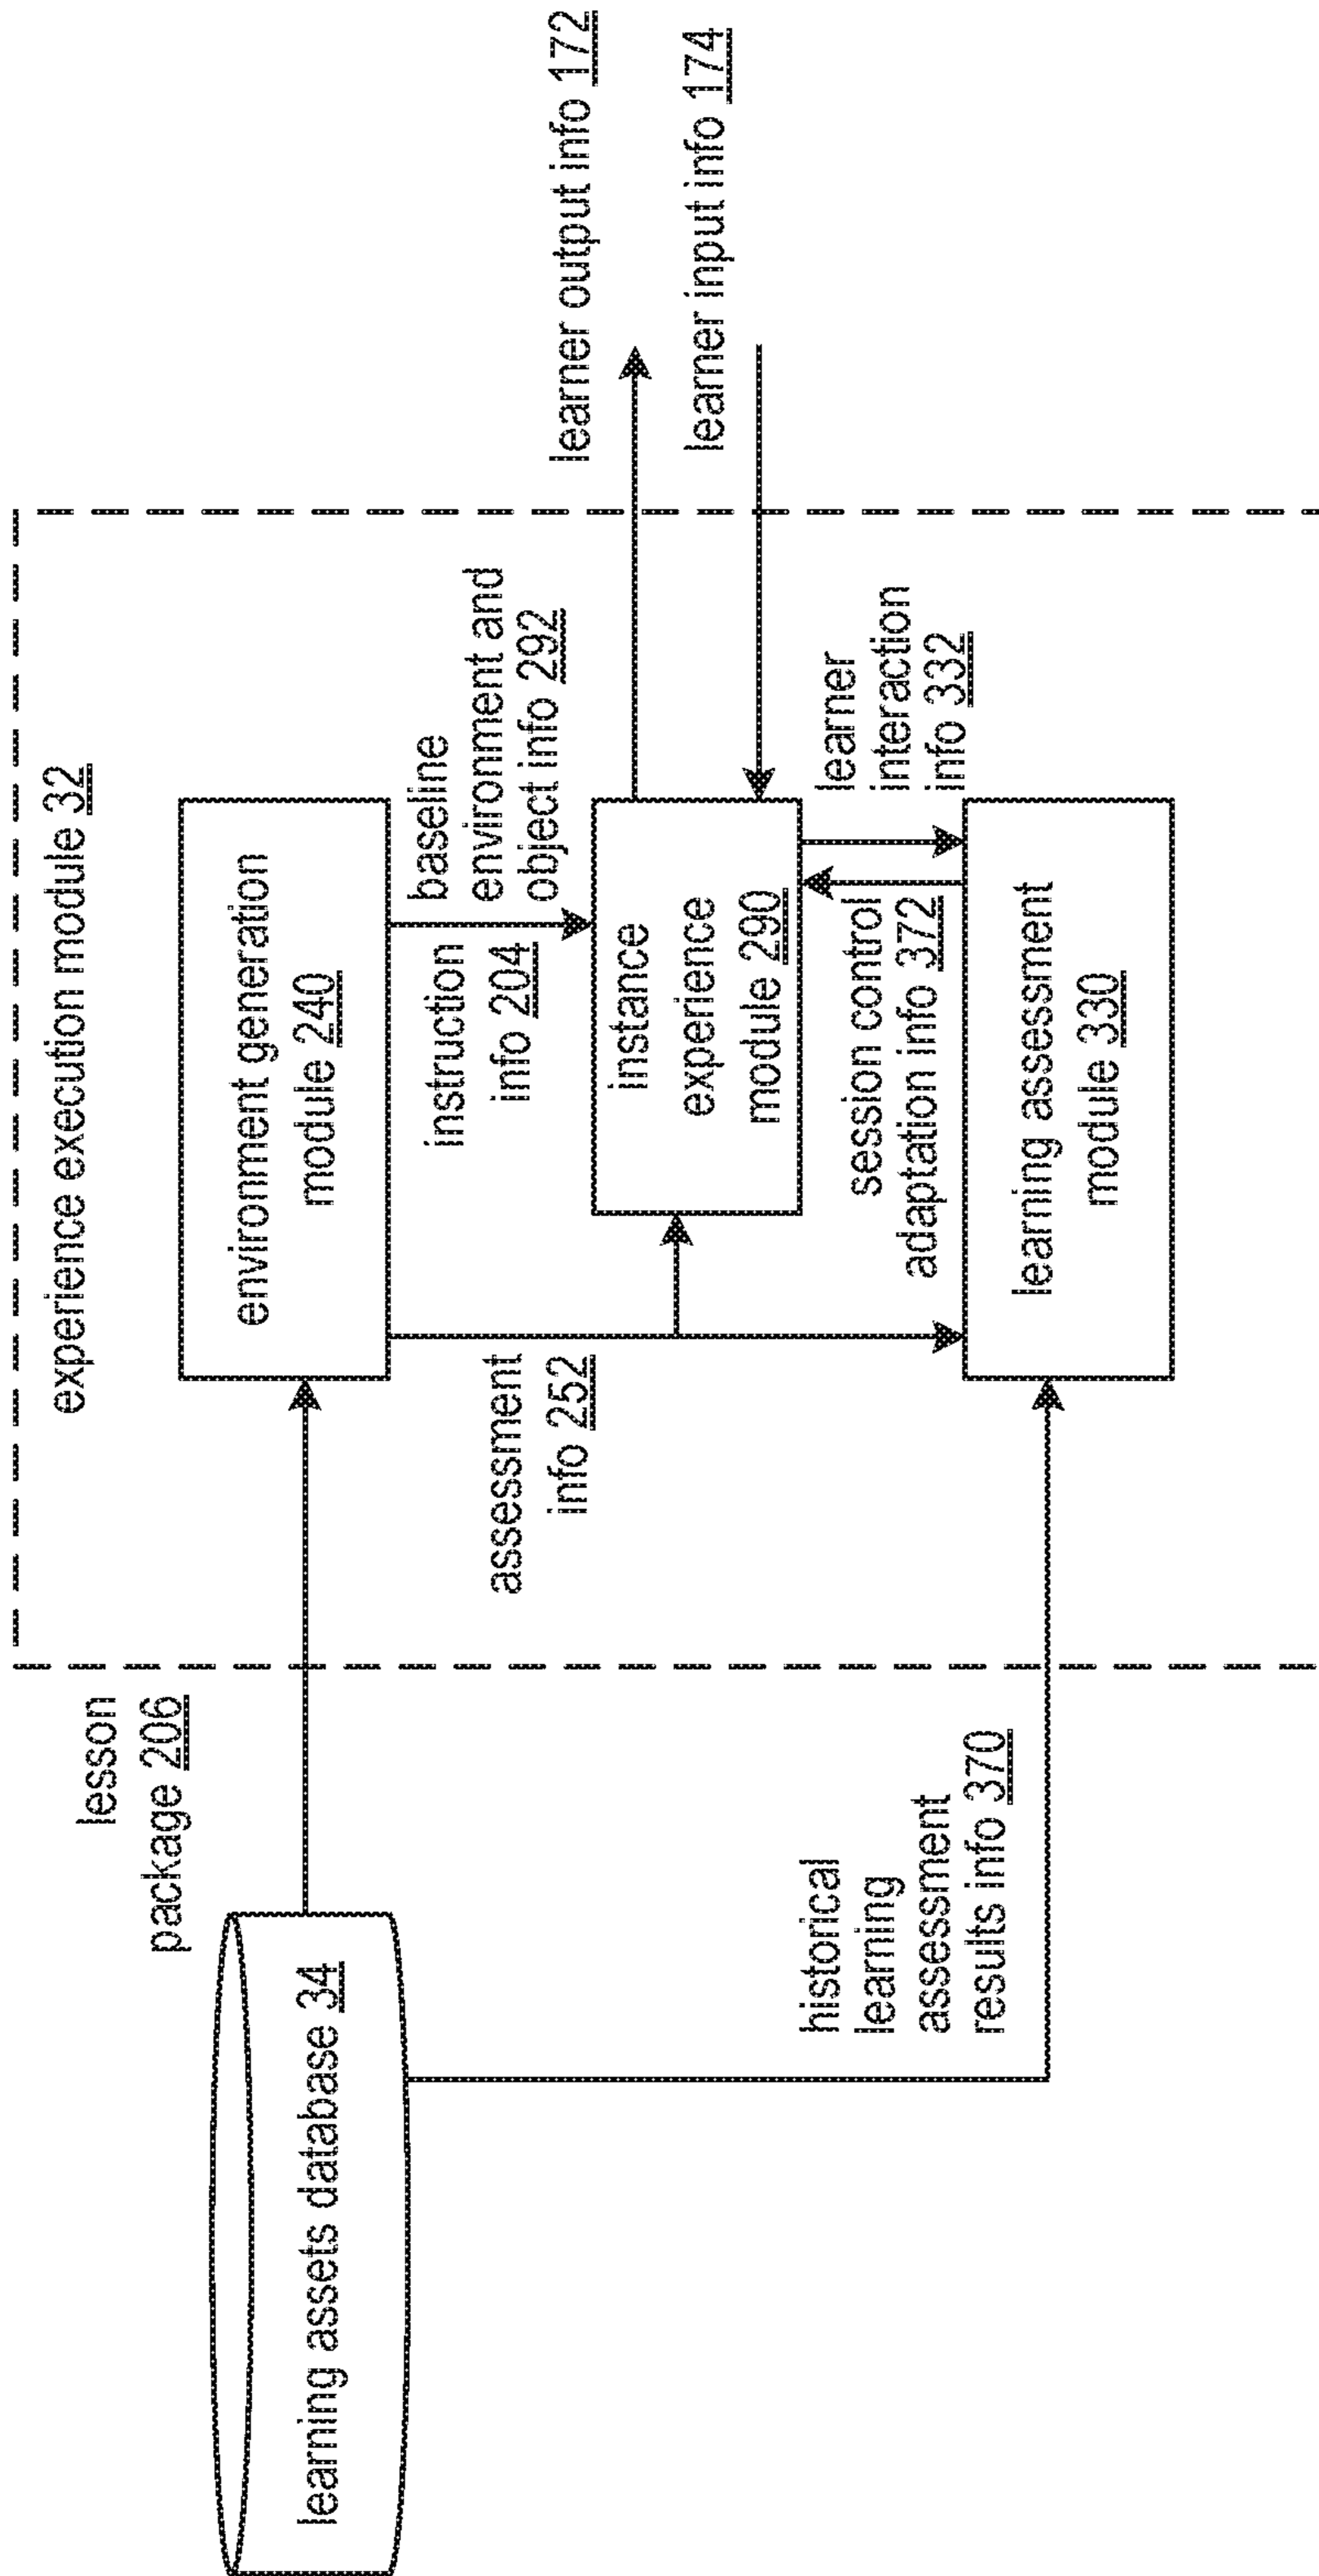 experience execution module 32
lesson
package 206
learning assets database 34
environment generation
module 240
assessment
info 252
instruction
info 204
baseline
environment and
object info 292
instance
experience
module 290
learner output info 172
learner input info 174
historical
learning
assessment
results info 370
session control
adaptation info 372
learner
interaction
info 332
learning assessment
module 330